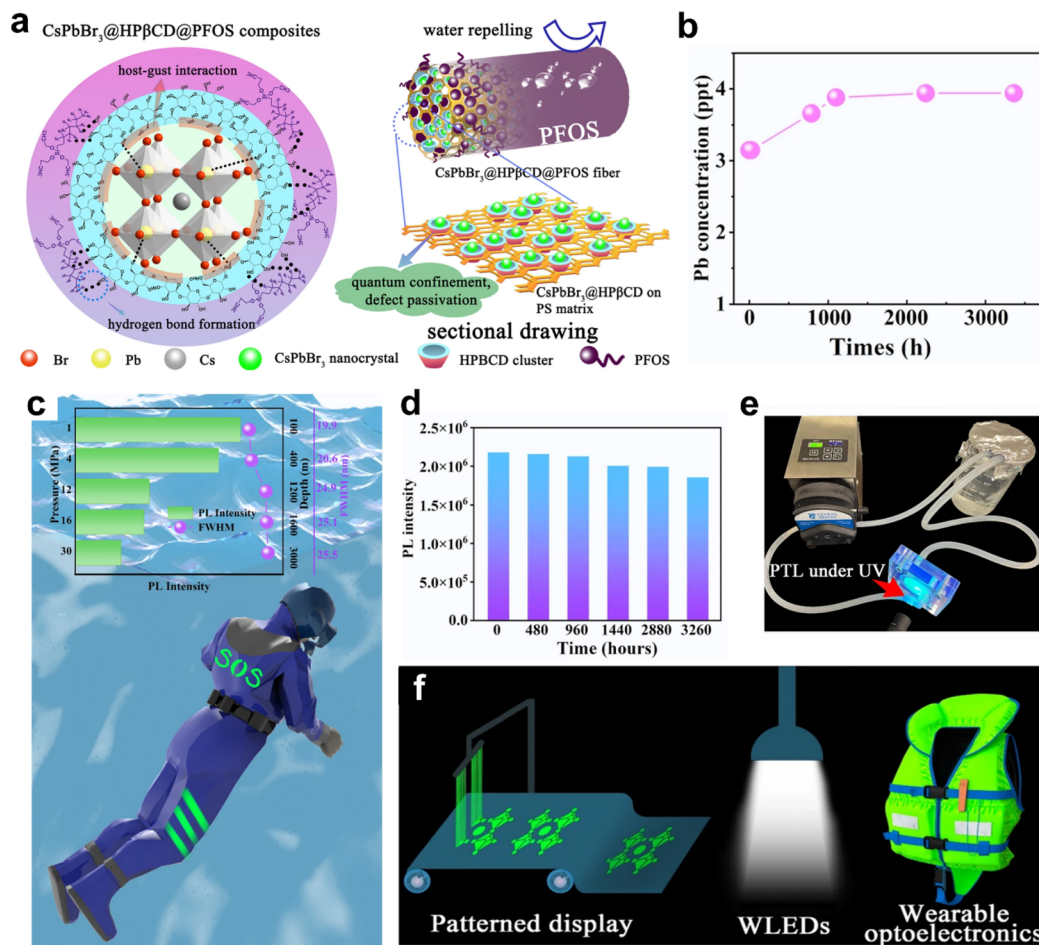 a
CsPbBr₃@HPβCD@PFOS composites
host-gust interaction
hydrogen bond formation
water repelling
PFOS
CsPbBr₃@HPβCD@PFOS fiber
quantum confinement,
defect passivation
CsPbBr₃@HPβCD on
PS matrix
sectional drawing
Br
Pb
Cs
CsPbBr₃ nanocrystal
HPBCD cluster
PFOS
b
Pb concentration (ppt)
4
3
2
1
0
1000
2000
3000
Times (h)
c
Pressure (MPa)
1
4
12
16
30
PL Intensity
FWHM
PL Intensity
100
400
1200
1600
3000
Depth (m)
19.9
20.6
24.9
25.1
25.5
FWHM (nm)
SOS
d
PL intensity
2.5×10⁶
2.0×10⁶
1.5×10⁶
1.0×10⁶
5.0×10⁵
0.0
0 480 960 1440 2880 3260
Time (hours)
e
PTL under UV
f
Patterned display
WLEDs
Wearable
optoelectronics